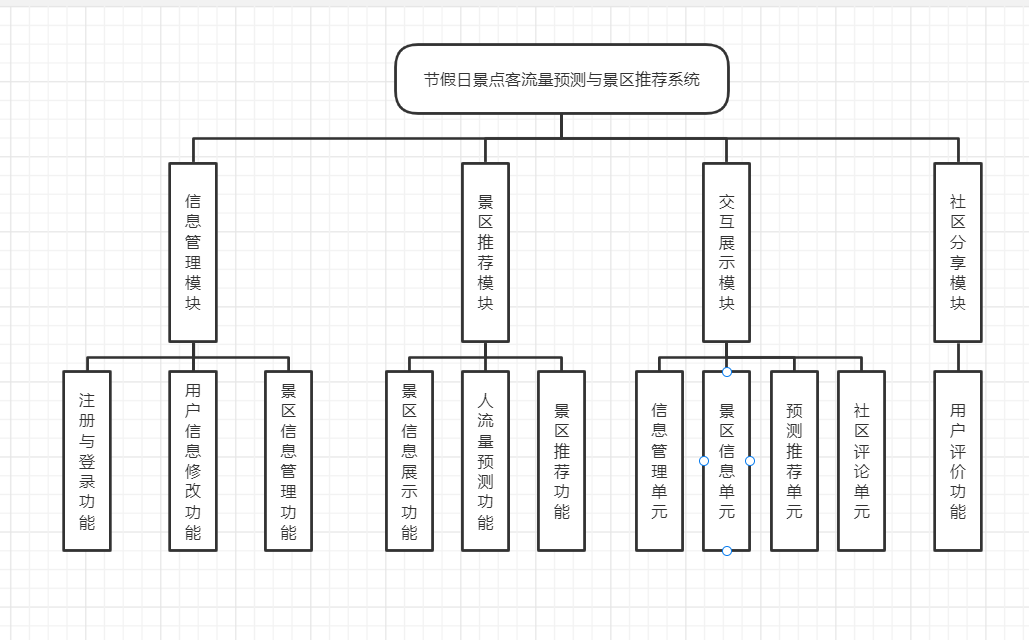 节假日景点客流量预测与景区推荐系统
信息管理模块
景区推荐模块
交互展示模块
社区分享模块
注册与登录功能
用户信息修改功能
景区信息管理功能
景区信息展示功能
人流量预测功能
景区推荐功能
信息管理单元
景区信息单元
预测推荐单元
社区评论单元
用户评价功能